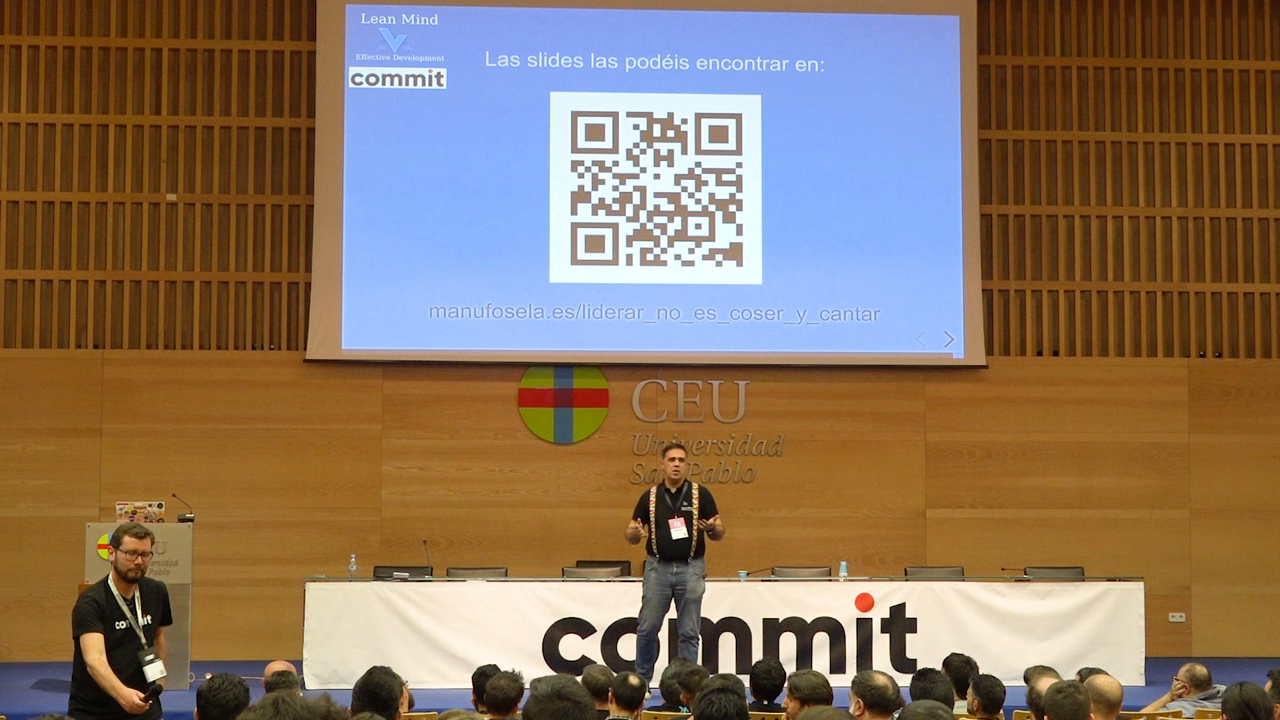 Lean Mind
Effective Development
commit
Las slides las podéis encontrar en:
manufosela.es/liderar_no_es_coser_y_cantar
CEU
Universidad
San Pablo
commit
commit